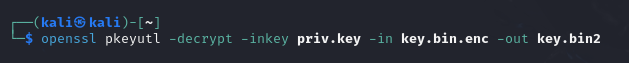 ┌──(kali㉿kali)-[~]
└─$ openssl pkeyutl -decrypt -inkey priv.key -in key.bin.enc -out key.bin2